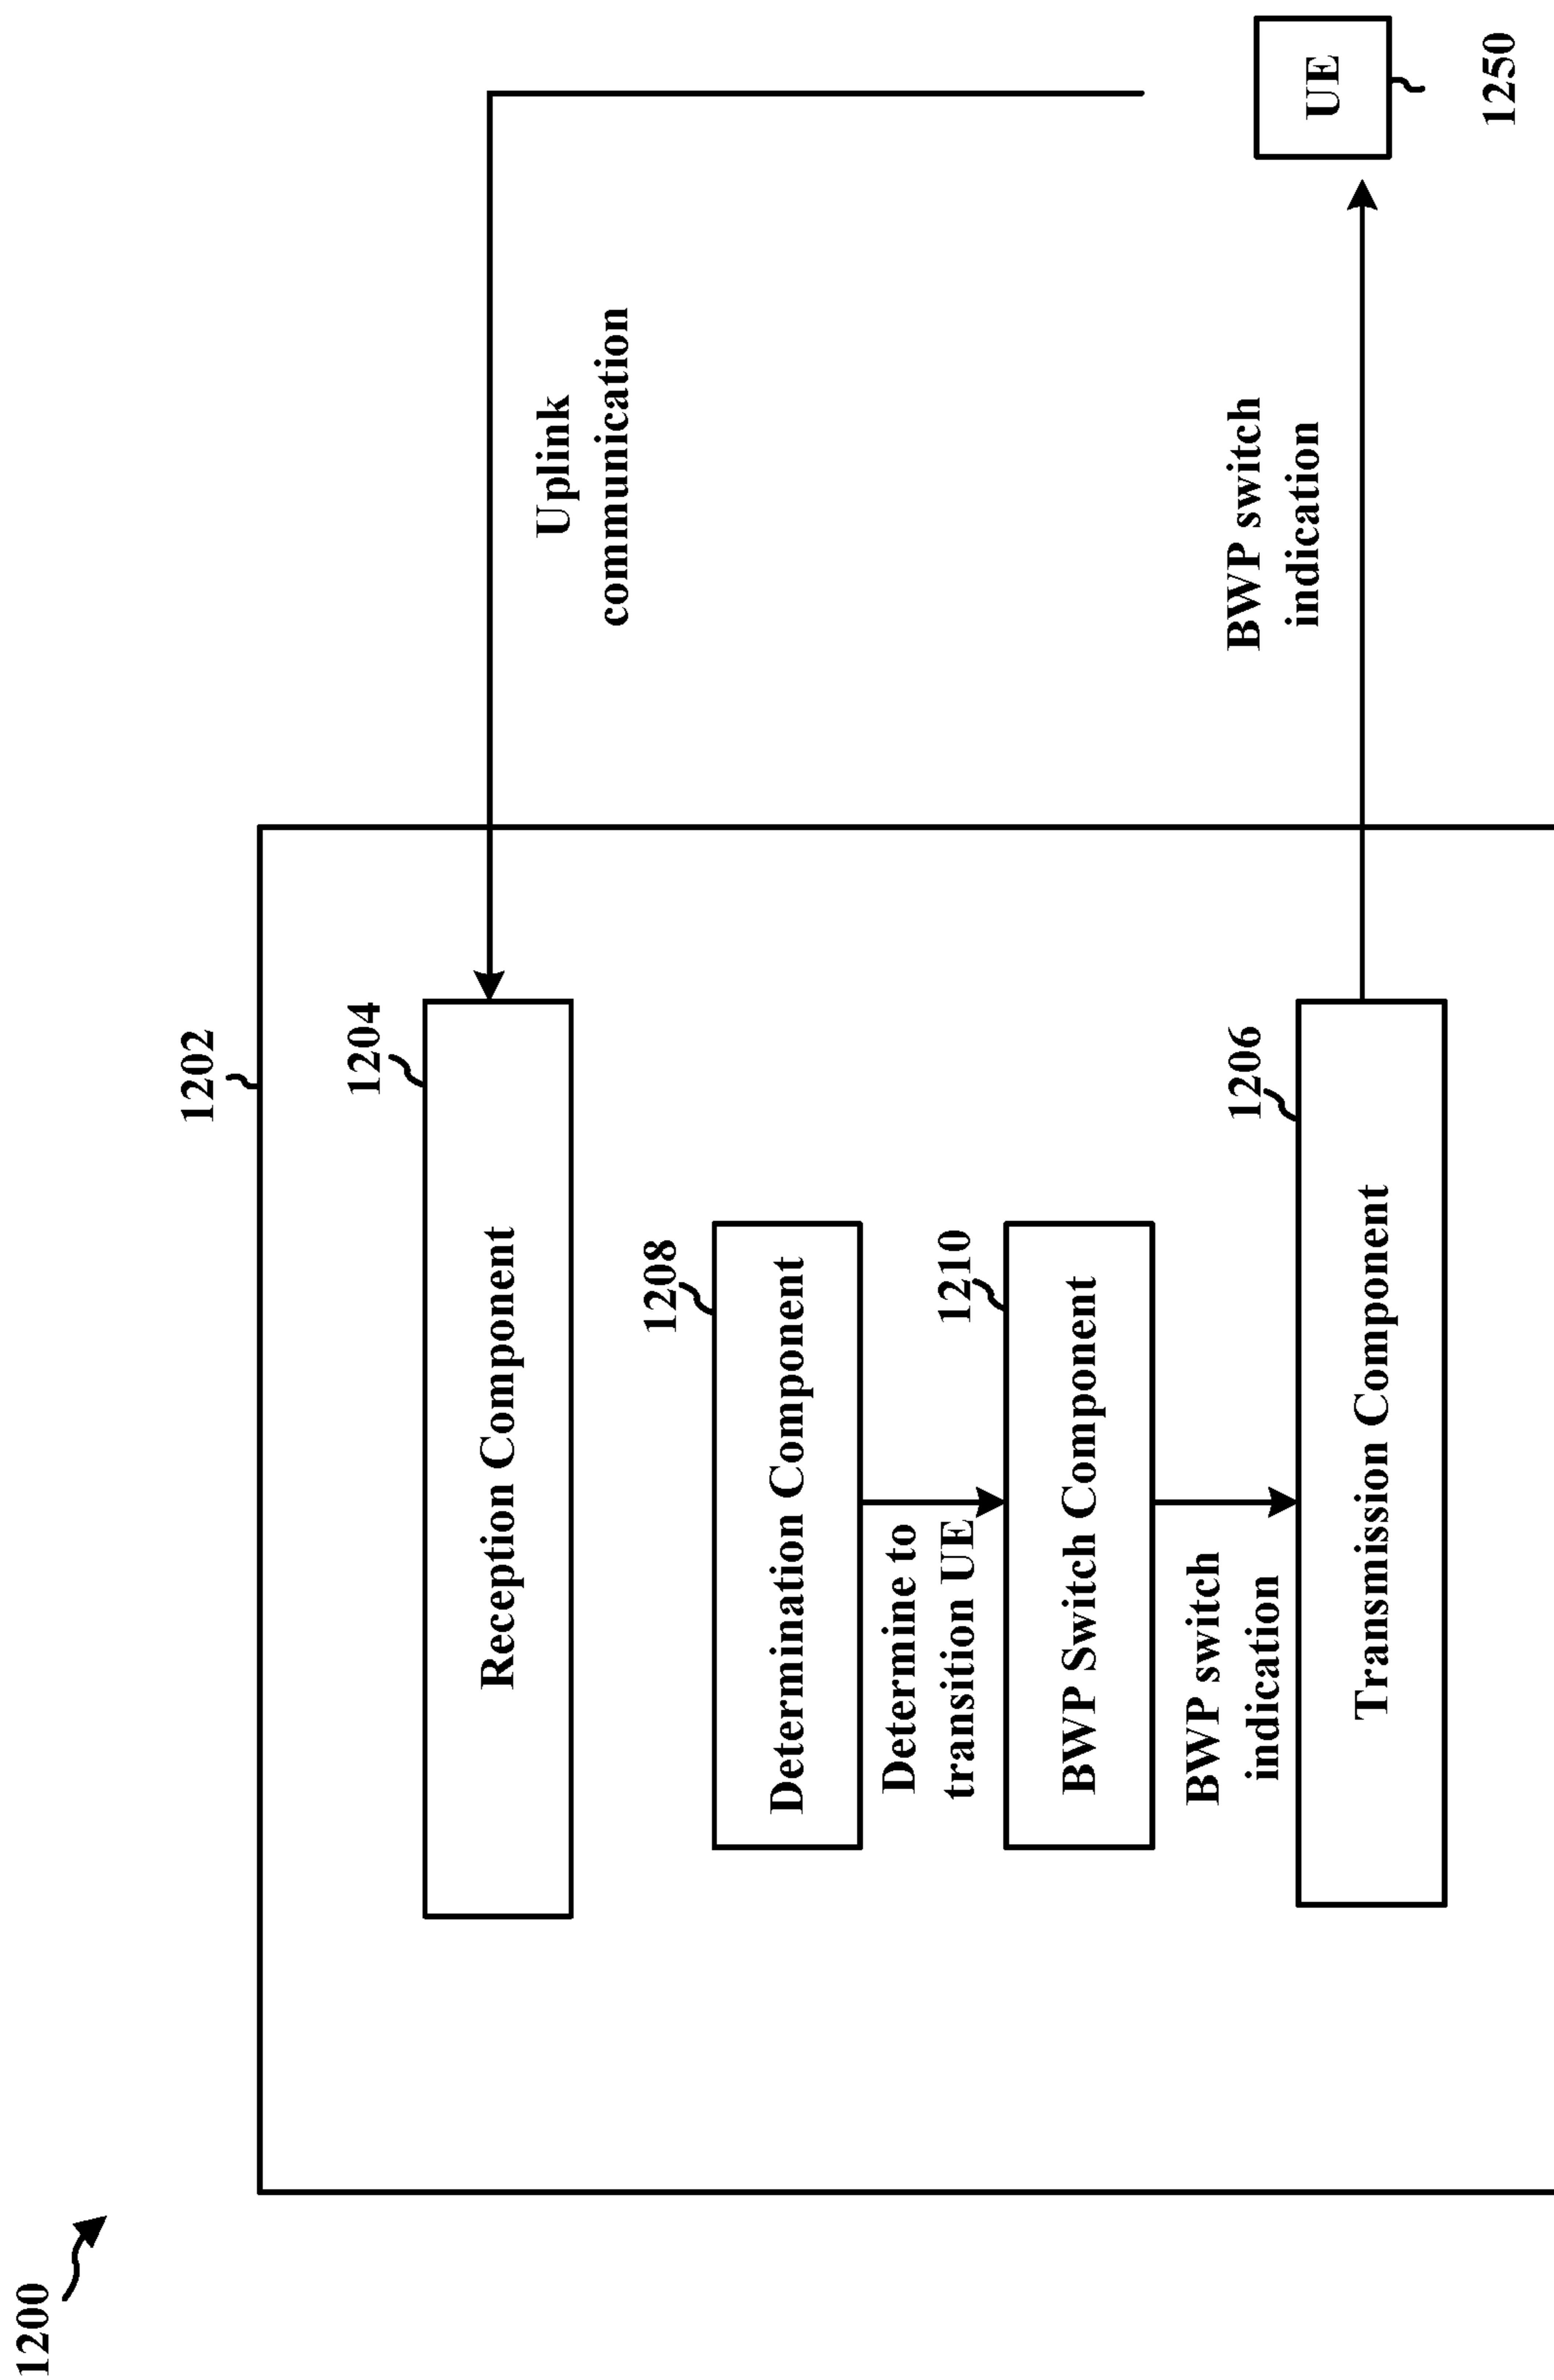 1200
1202
1204
Reception Component
Uplink
communication
1208
Determination Component
Determine to
transition UE
1210
BWP Switch Component
BWP switch
indication
1206
Transmission Component
BWP switch
indication
UE
1250